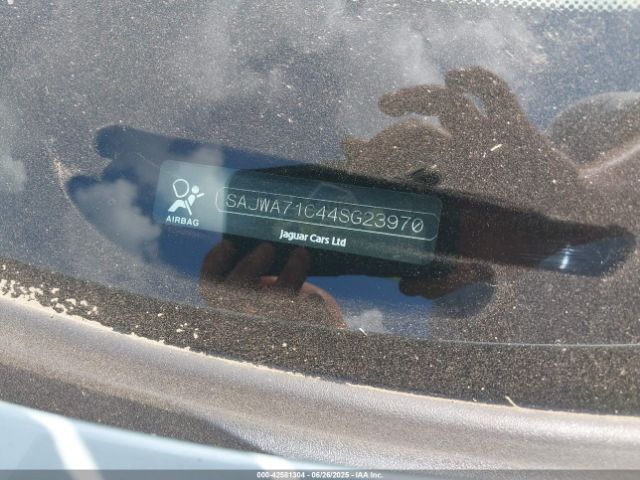 SAJWA71C44SG23970
AIRBAG
Jaguar Cars Ltd
000-42581304 | 06/26/2025 - IAA Inc.